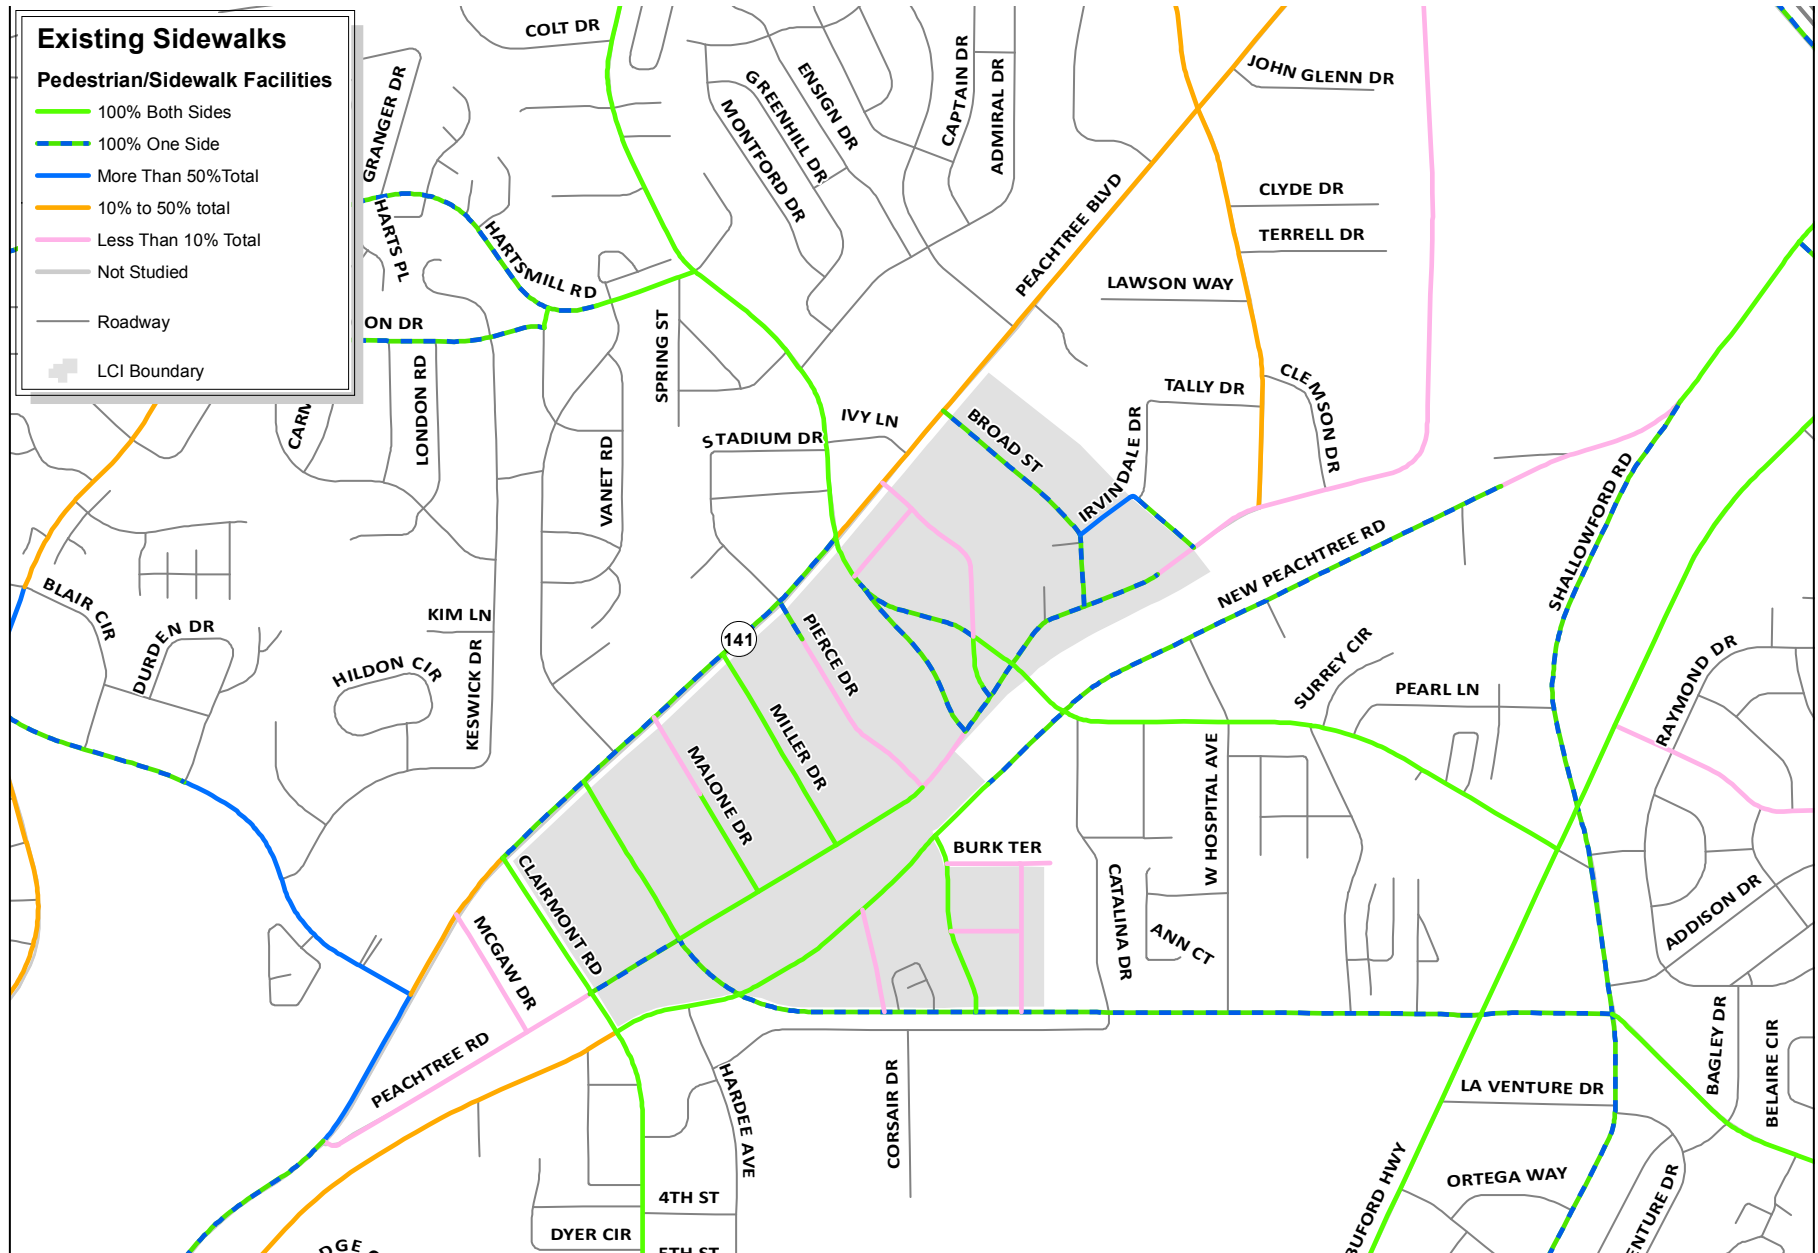 Existing Sidewalks
Pedestrian/Sidewalk Facilities
100% Both Sides
100% One Side
More Than 50%Total
10% to 50% total
Less Than 10% Total
Not Studied
Roadway
LCI Boundary
COLT DR
GRANGER DR
HARTS PL
HARTSMILL RD
ON DR
LONDON RD
CARM
SPRING ST
VANET RD
STADIUM DR
IVY LN
MONTFORD DR
GREENHILL DR
ENSIGN DR
CAPTAIN DR
ADMIRAL DR
JOHN GLENN DR
PEACHTREE BLVD
CLYDE DR
TERRELL DR
LAWSON WAY
TALLY DR
CLEMSON DR
BROAD ST
IRVINDALE DR
NEW PEACHTREE RD
SHALLOWFORD RD
BLAIR CIR
DURDEN DR
KIM LN
HILDON CIR
KESWICK DR
141
PIERCE DR
MILLER DR
MALONE DR
SURREY CIR
PEARL LN
RAYMOND DR
W HOSPITAL AVE
CLAIRMONT RD
BURK TER
CATALINA DR
ANN CT
ADDISON DR
MCGAW DR
PEACHTREE RD
HARDEE AVE
CORSAIR DR
LA VENTURE DR
BAGLEY DR
BELAIRE CIR
BUFORD HWY
ORTEGA WAY
ENTURE DR
4TH ST
DYER CIR
5TH ST
DGE